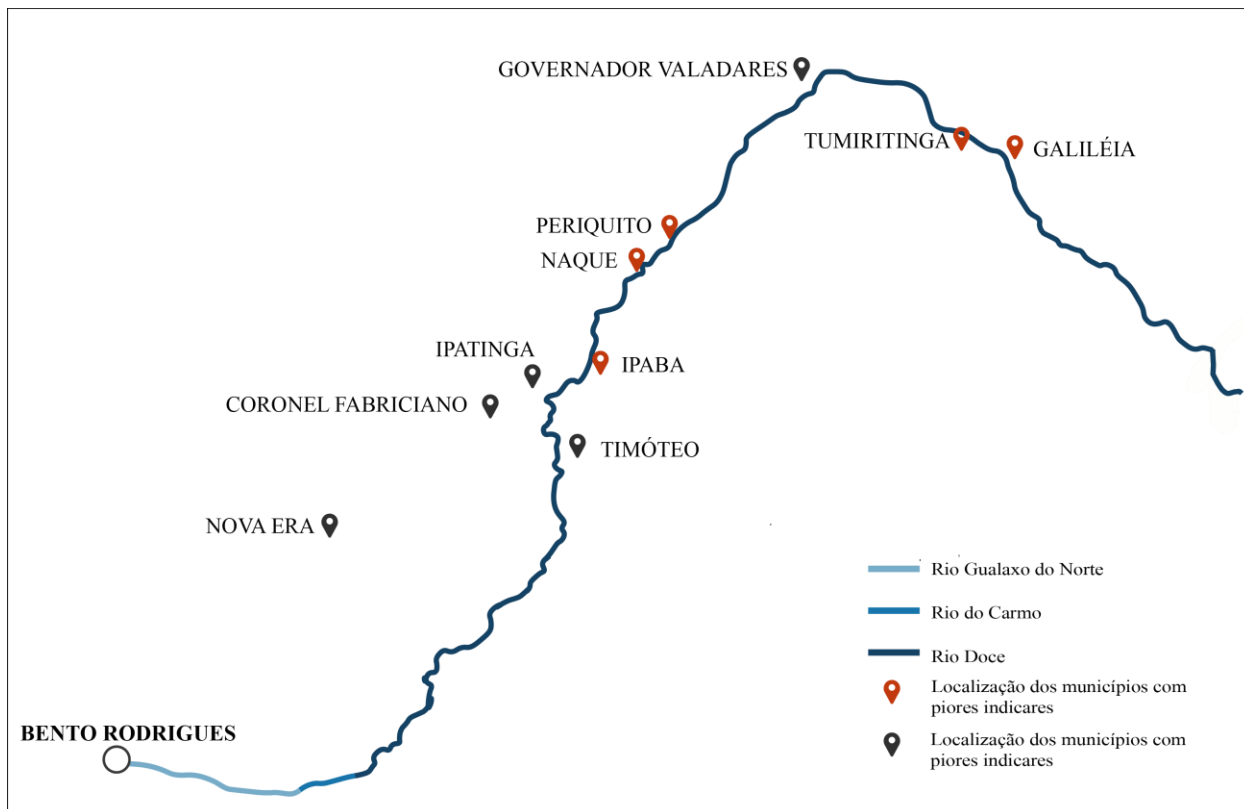 GOVERNADOR VALADARES
TUMIRITINGA
GALILÉIA
PERIQUITO
NAQUE
IPATINGA
IPABA
CORONEL FABRICIANO
TIMÓTEO
NOVA ERA
BENTO RODRIGUES
Rio Gualaxo do Norte
Rio do Carmo
Rio Doce
Localização dos municípios com
piores indicares
Localização dos municípios com
piores indicares